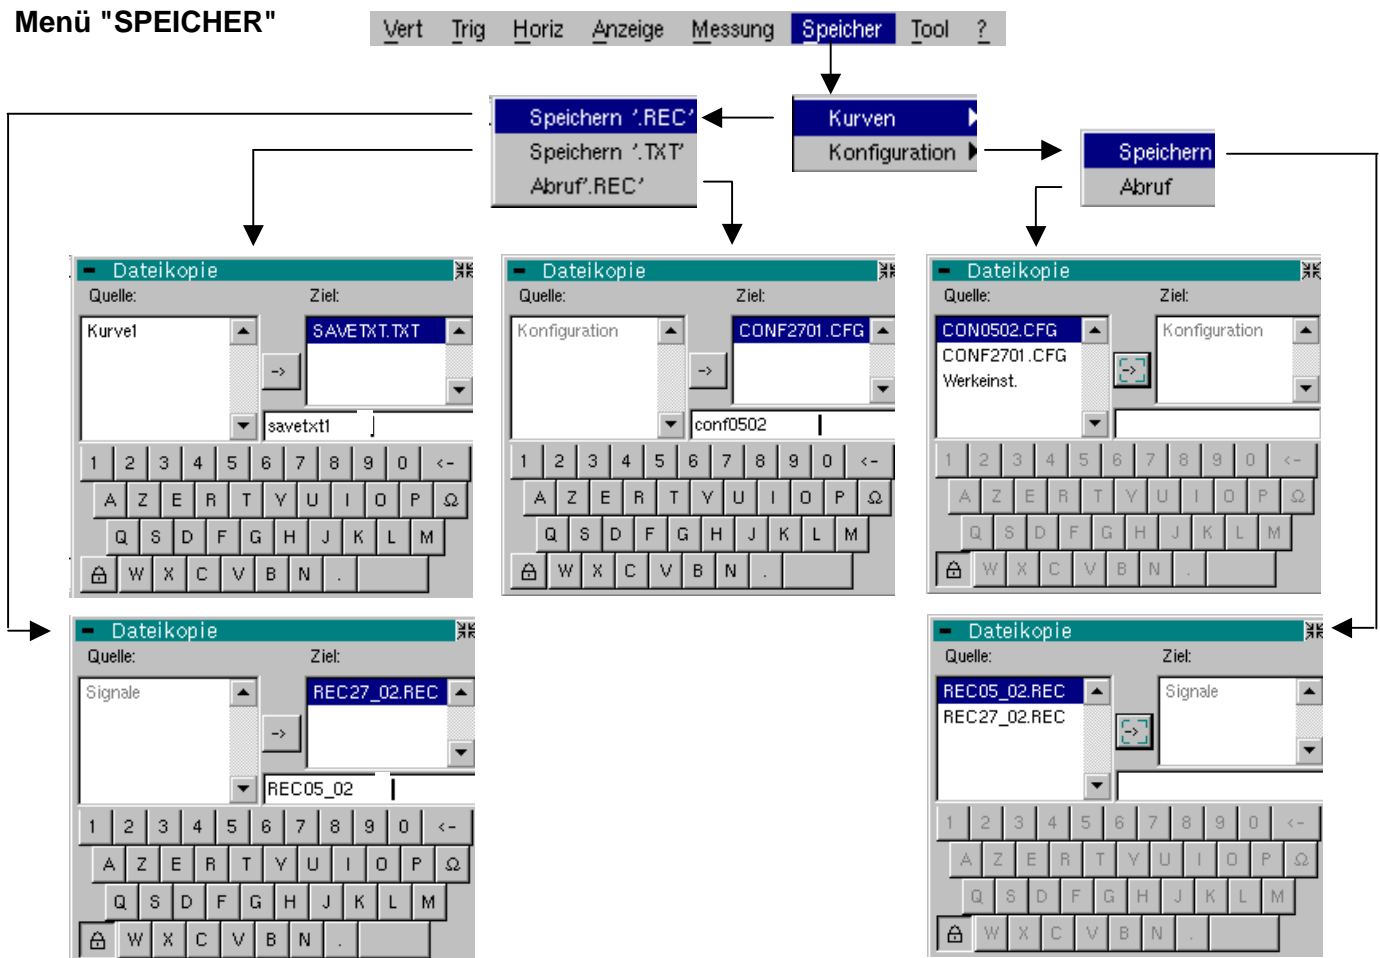 Menü "SPEICHER"
Vert Trig Horiz Anzeige Messung Speicher Tool ?
Speichern '.REC'
Speichern '.TXT'
Abruf'.REC'
Kurven
Konfiguration
Speichern
Abruf
Dateikopie
Quelle: Ziel:
Kurve1 SAVETXT.TXT
->
savetxt1
1 2 3 4 5 6 7 8 9 0 <-
A Z E R T Y U I O P Ω
Q S D F G H J K L M
W X C V B N .
Dateikopie
Quelle: Ziel:
Konfiguration CONF2701.CFG
->
conf0502
1 2 3 4 5 6 7 8 9 0 <-
A Z E R T Y U I O P Ω
Q S D F G H J K L M
W X C V B N .
Dateikopie
Quelle: Ziel:
CON0502.CFG Konfiguration
CONF2701.CFG
->
Werkeinst.
1 2 3 4 5 6 7 8 9 0 <-
A Z E R T Y U I O P Ω
Q S D F G H J K L M
W X C V B N .
Dateikopie
Quelle: Ziel:
Signale REC27_02.REC
->
REC05_02
1 2 3 4 5 6 7 8 9 0 <-
A Z E R T Y U I O P Ω
Q S D F G H J K L M
W X C V B N .
Dateikopie
Quelle: Ziel:
REC05_02.REC Signale
REC27_02.REC
->
1 2 3 4 5 6 7 8 9 0 <-
A Z E R T Y U I O P Ω
Q S D F G H J K L M
W X C V B N .